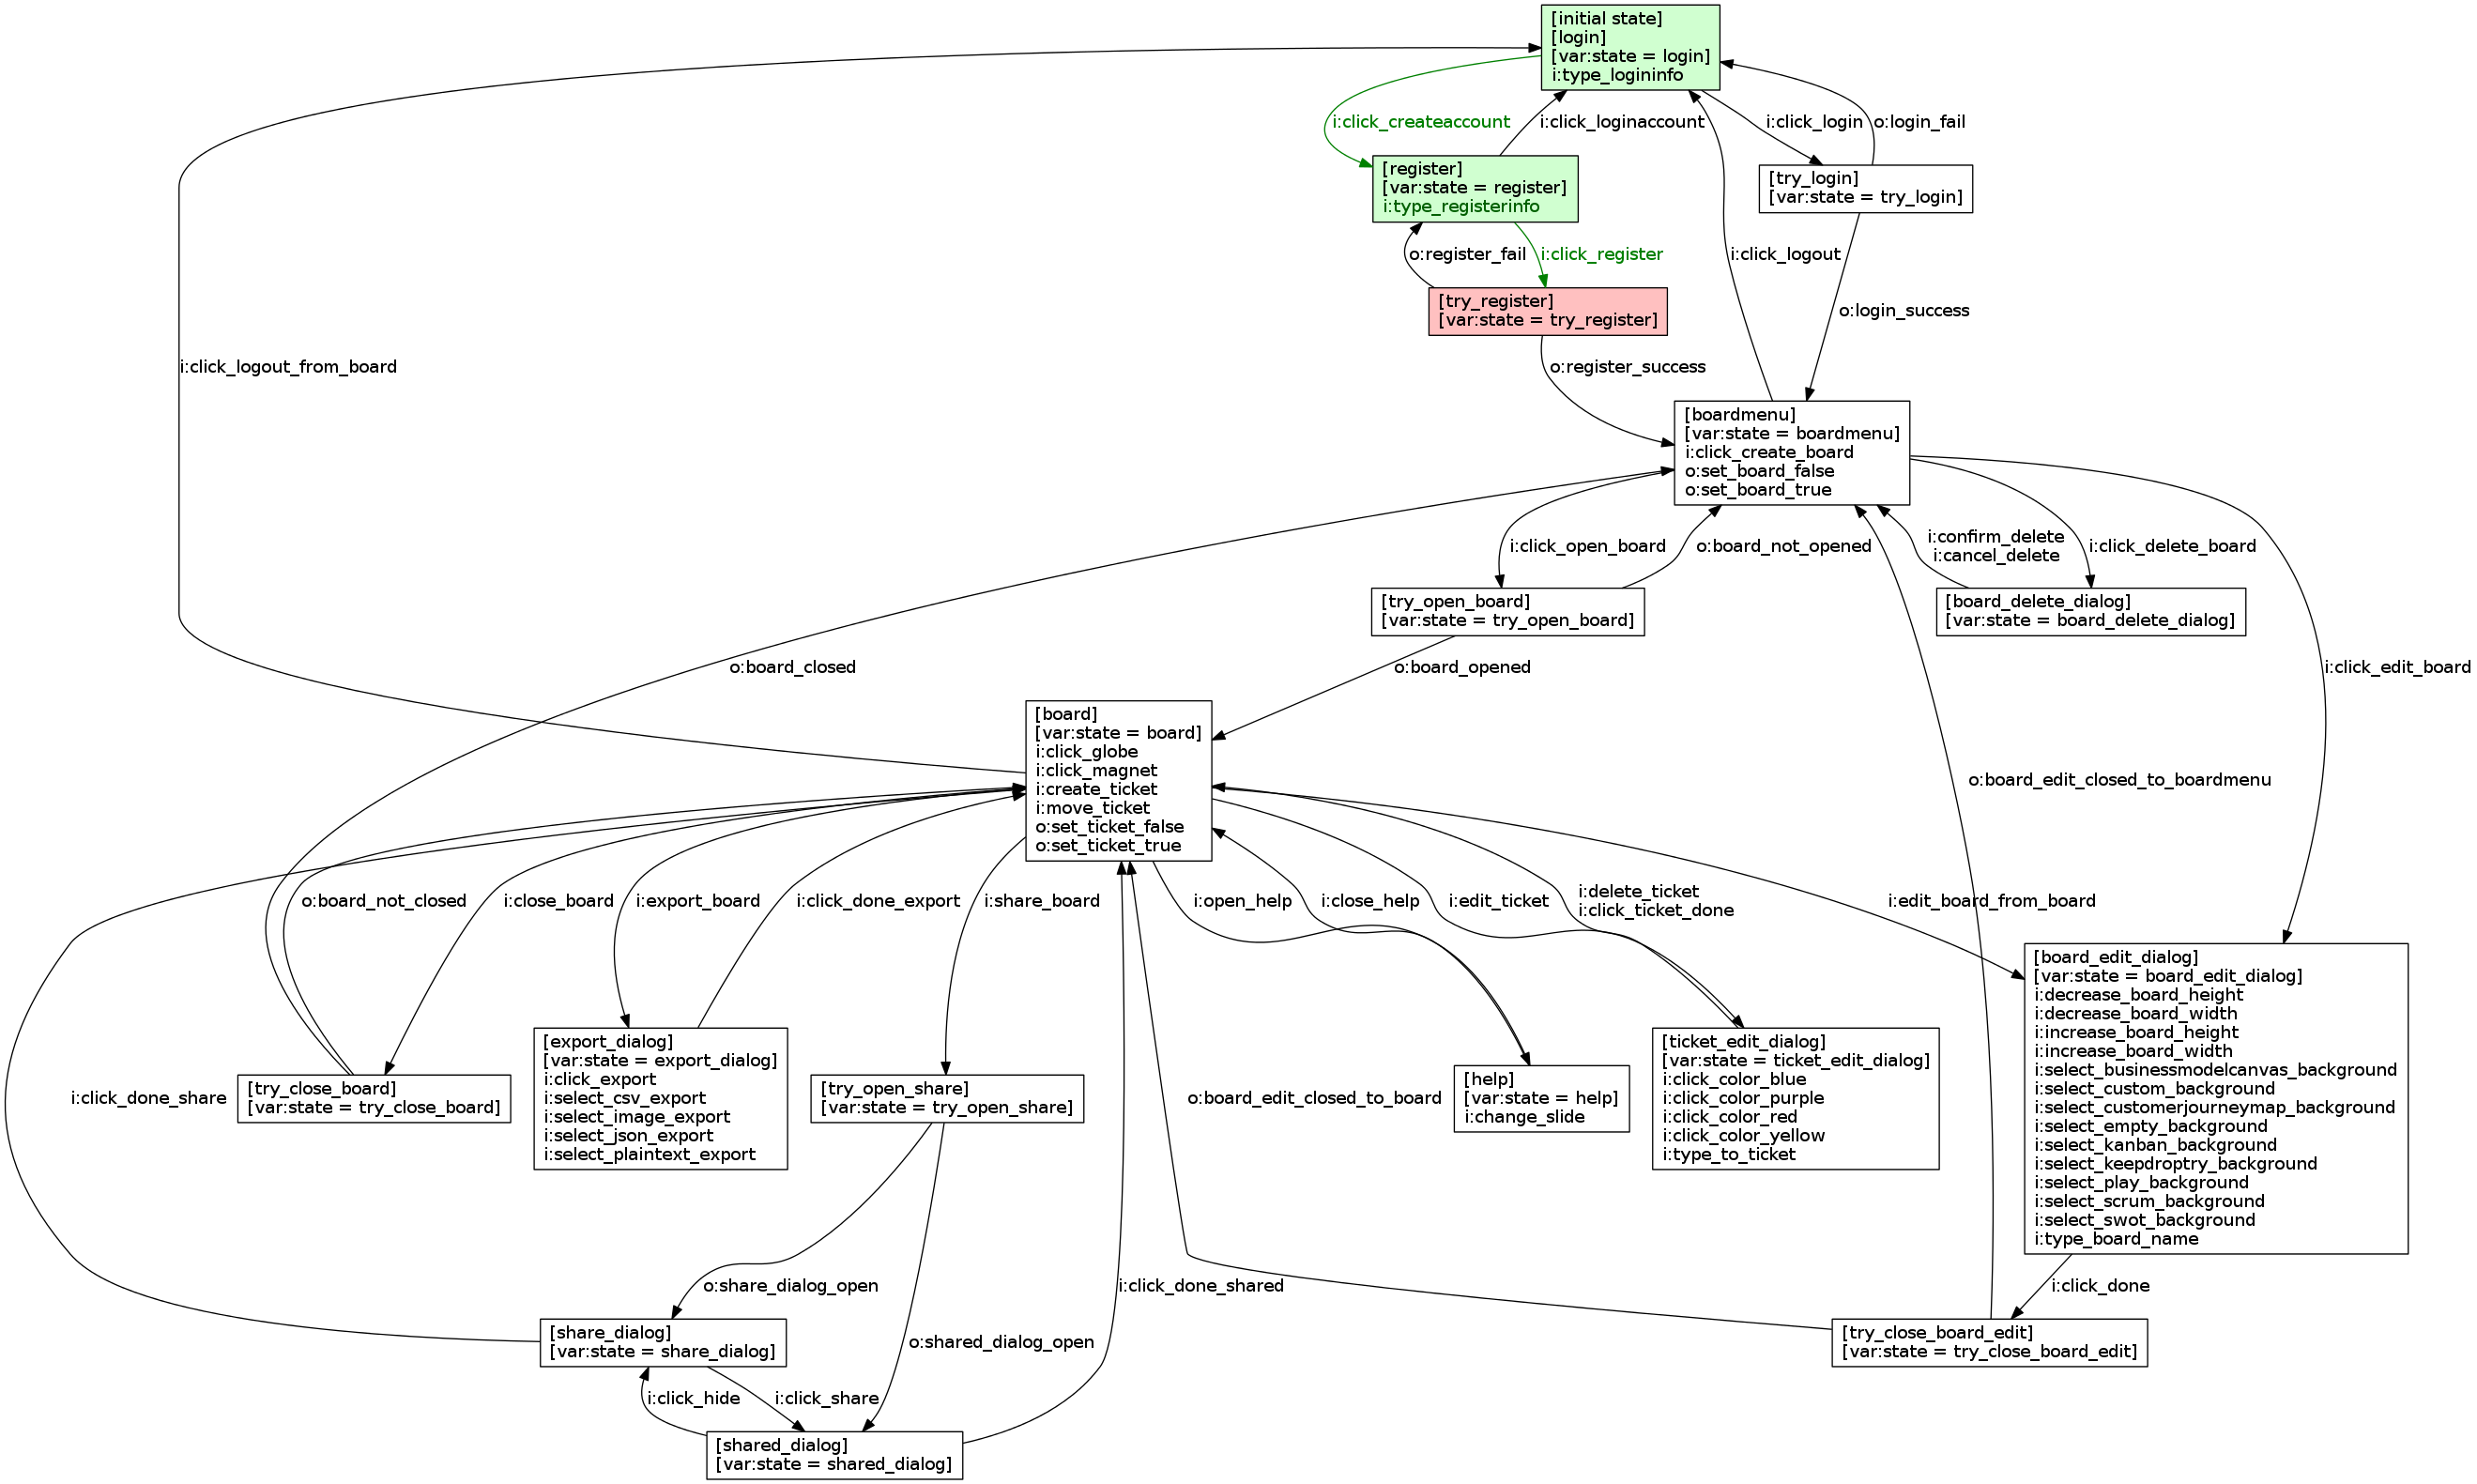 [initial state]
[login]
[var:state = login]
i:type_logininfo
i:click_createaccount
i:click_loginaccount
i:click_login
o:login_fail
[register]
[var:state = register]
i:type_registerinfo
[try_login]
[var:state = try_login]
o:register_fail
i:click_register
i:click_logout
o:login_success
[try_register]
[var:state = try_register]
i:click_logout_from_board
o:register_success
[boardmenu]
[var:state = boardmenu]
i:click_create_board
o:set_board_false
o:set_board_true
i:click_open_board
o:board_not_opened
i:confirm_delete
i:cancel_delete
i:click_delete_board
[try_open_board]
[var:state = try_open_board]
[board_delete_dialog]
[var:state = board_delete_dialog]
o:board_closed
o:board_opened
i:click_edit_board
[board]
[var:state = board]
i:click_globe
i:click_magnet
i:create_ticket
i:move_ticket
o:set_ticket_false
o:set_ticket_true
o:board_edit_closed_to_boardmenu
o:board_not_closed
i:close_board
i:export_board
i:click_done_export
i:share_board
i:open_help
i:close_help
i:edit_ticket
i:delete_ticket
i:click_ticket_done
i:edit_board_from_board
[board_edit_dialog]
[var:state = board_edit_dialog]
i:decrease_board_height
i:decrease_board_width
i:increase_board_height
i:increase_board_width
i:select_businessmodelcanvas_background
i:select_custom_background
i:select_customerjourneymap_background
i:select_empty_background
i:select_kanban_background
i:select_keepdroptry_background
i:select_play_background
i:select_scrum_background
i:select_swot_background
i:type_board_name
i:click_done_share
[try_close_board]
[var:state = try_close_board]
[export_dialog]
[var:state = export_dialog]
i:click_export
i:select_csv_export
i:select_image_export
i:select_json_export
i:select_plaintext_export
[try_open_share]
[var:state = try_open_share]
o:board_edit_closed_to_board
[help]
[var:state = help]
i:change_slide
[ticket_edit_dialog]
[var:state = ticket_edit_dialog]
i:click_color_blue
i:click_color_purple
i:click_color_red
i:click_color_yellow
i:type_to_ticket
o:share_dialog_open
i:click_done_shared
i:click_done
[share_dialog]
[var:state = share_dialog]
o:shared_dialog_open
[try_close_board_edit]
[var:state = try_close_board_edit]
i:click_hide
i:click_share
[shared_dialog]
[var:state = shared_dialog]